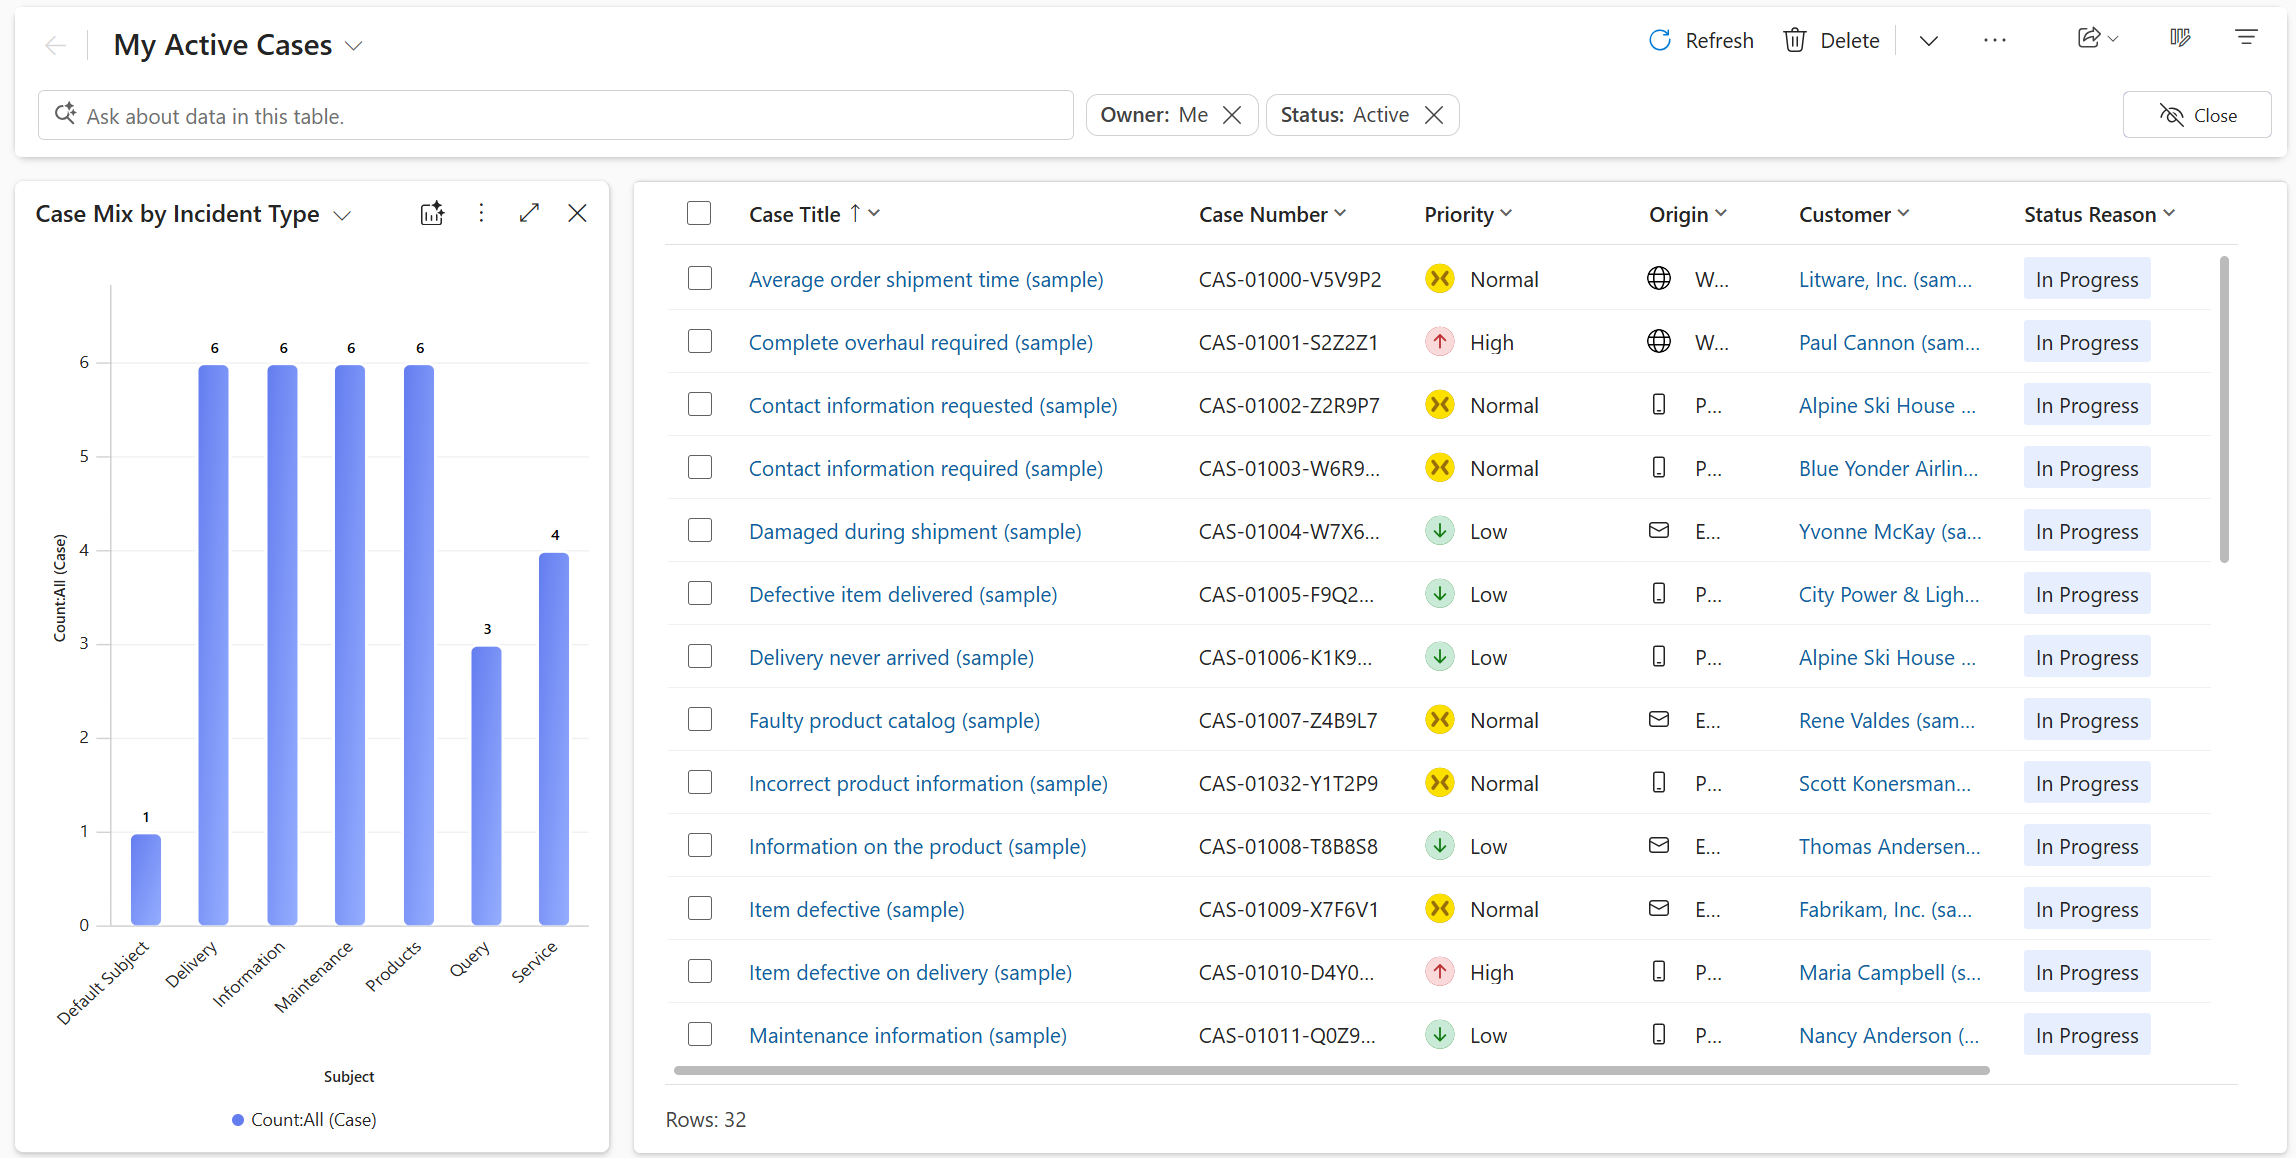 My Active Cases
Refresh
Delete
Ask about data in this table.
Owner: Me
Status: Active
Close
Case Mix by Incident Type
6
5
4
3
2
1
0
Count:All (Case)
1
6
6
6
6
3
4
Default Subject
Delivery
Information
Maintenance
Products
Query
Service
Subject
Count:All (Case)
Case Title Case Number Priority Origin Customer Status Reason
Average order shipment time (sample) CAS-01000-V5V9P2 Normal W... Litware, Inc. (sam... In Progress
Complete overhaul required (sample) CAS-01001-S2Z2Z1 High W... Paul Cannon (sam... In Progress
Contact information requested (sample) CAS-01002-Z2R9P7 Normal P... Alpine Ski House ... In Progress
Contact information required (sample) CAS-01003-W6R9... Normal P... Blue Yonder Airlin... In Progress
Damaged during shipment (sample) CAS-01004-W7X6... Low E... Yvonne McKay (sa... In Progress
Defective item delivered (sample) CAS-01005-F9Q2... Low P... City Power & Ligh... In Progress
Delivery never arrived (sample) CAS-01006-K1K9... Low P... Alpine Ski House ... In Progress
Faulty product catalog (sample) CAS-01007-Z4B9L7 Normal E... Rene Valdes (sam... In Progress
Incorrect product information (sample) CAS-01032-Y1T2P9 Normal P... Scott Konersman... In Progress
Information on the product (sample) CAS-01008-T8B8S8 Low E... Thomas Andersen... In Progress
Item defective (sample) CAS-01009-X7F6V1 Normal E... Fabrikam, Inc. (sa... In Progress
Item defective on delivery (sample) CAS-01010-D4Y0... High P... Maria Campbell (s... In Progress
Maintenance information (sample) CAS-01011-Q0Z9... Low P... Nancy Anderson (... In Progress
Rows: 32